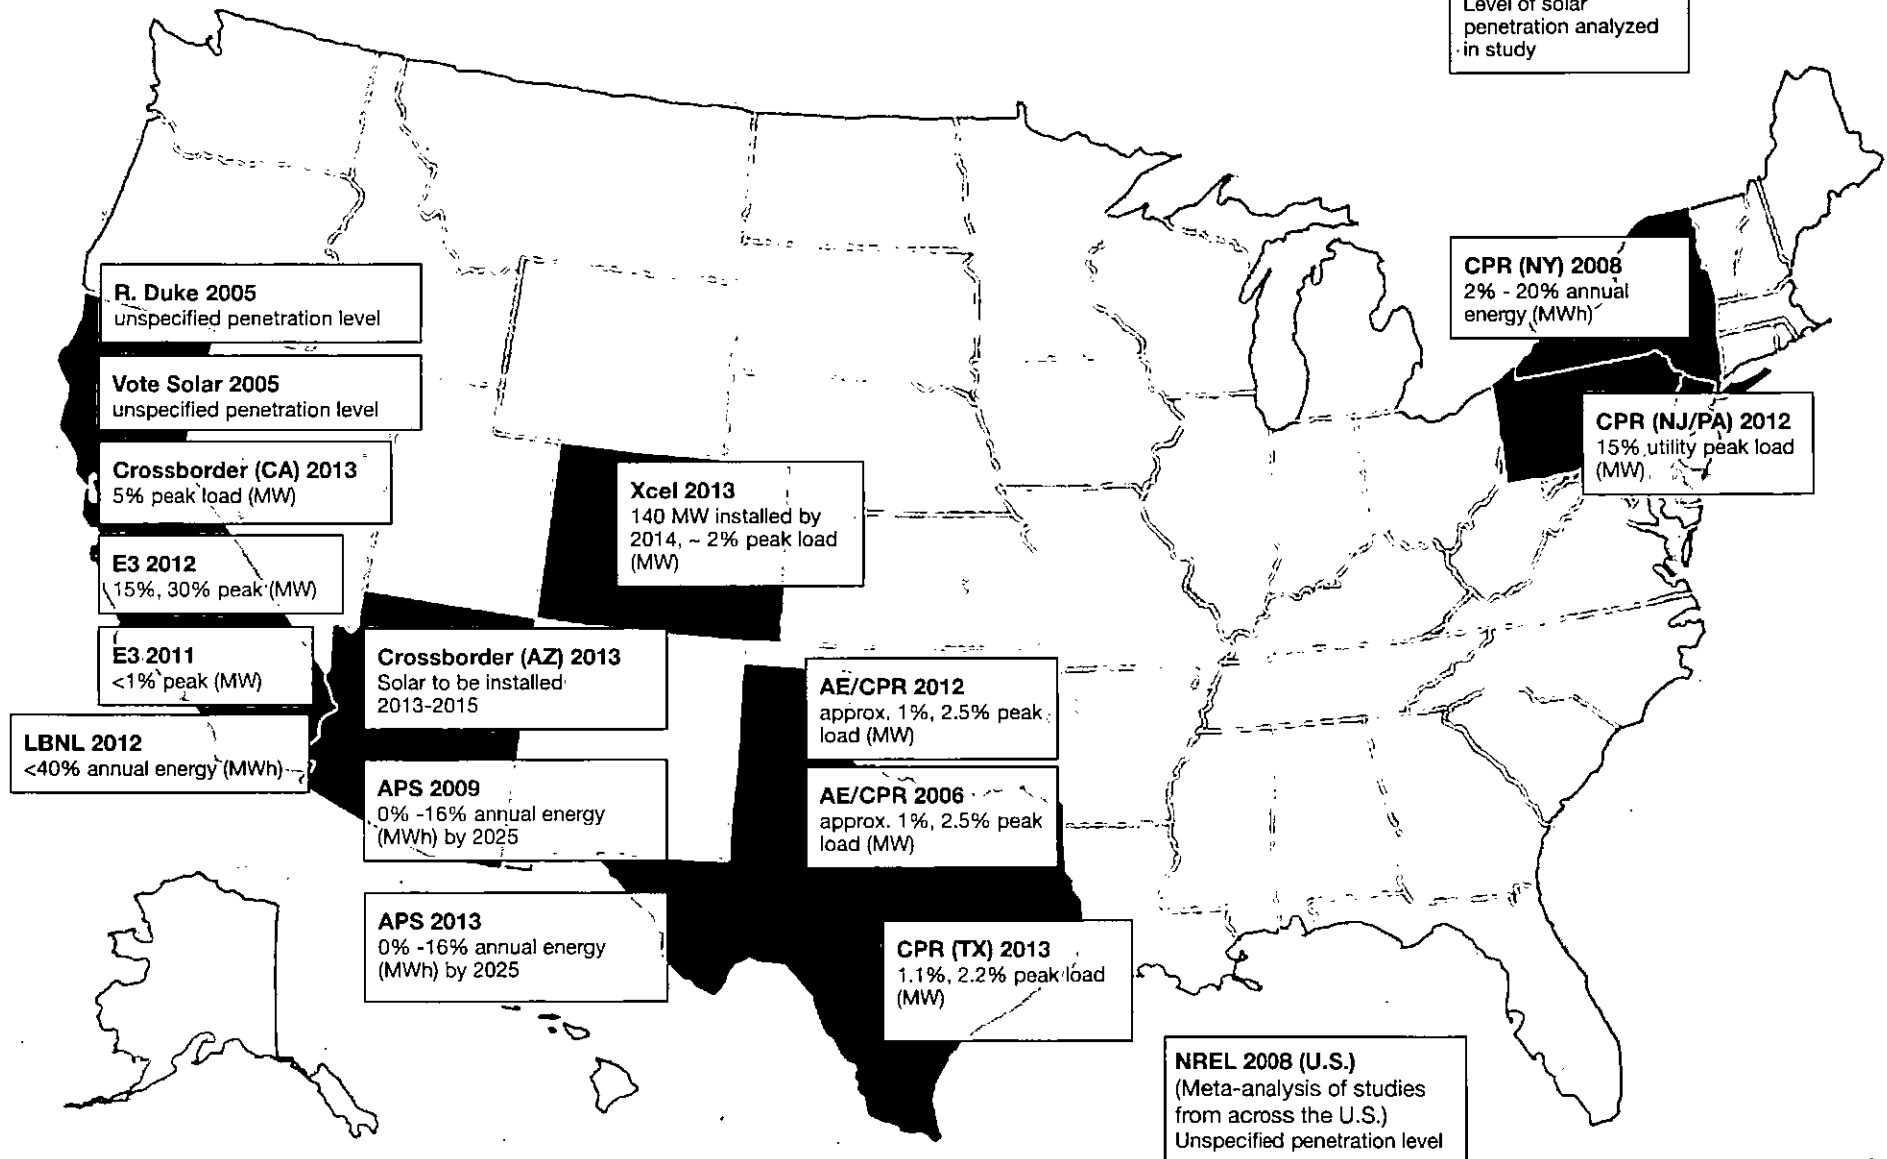 Level of solar
penetration analyzed
in study
R. Duke 2005
unspecified penetration level
Vote Solar 2005
unspecified penetration level
Crossborder (CA) 2013
5% peak load (MW)
E3 2012
15%, 30% peak (MW)
E3 2011
<1% peak (MW)
LBNL 2012
<40% annual energy (MWh)
Xcel 2013
140 MW installed by
2014, ~ 2% peak load
(MW)
Crossborder (AZ) 2013
Solar to be installed
2013-2015
APS 2009
0% -16% annual energy
(MWh) by 2025
APS 2013
0% -16% annual energy
(MWh) by 2025
AE/CPR 2012
approx. 1%, 2.5% peak
load (MW)
AE/CPR 2006
approx. 1%, 2.5% peak
load (MW)
CPR (TX) 2013
1.1%, 2.2% peak load
(MW)
CPR (NY) 2008
2% - 20% annual
energy (MWh)
CPR (NJ/PA) 2012
15% utility peak load
(MW)
NREL 2008 (U.S.)
(Meta-analysis of studies
from across the U.S.)
Unspecified penetration level